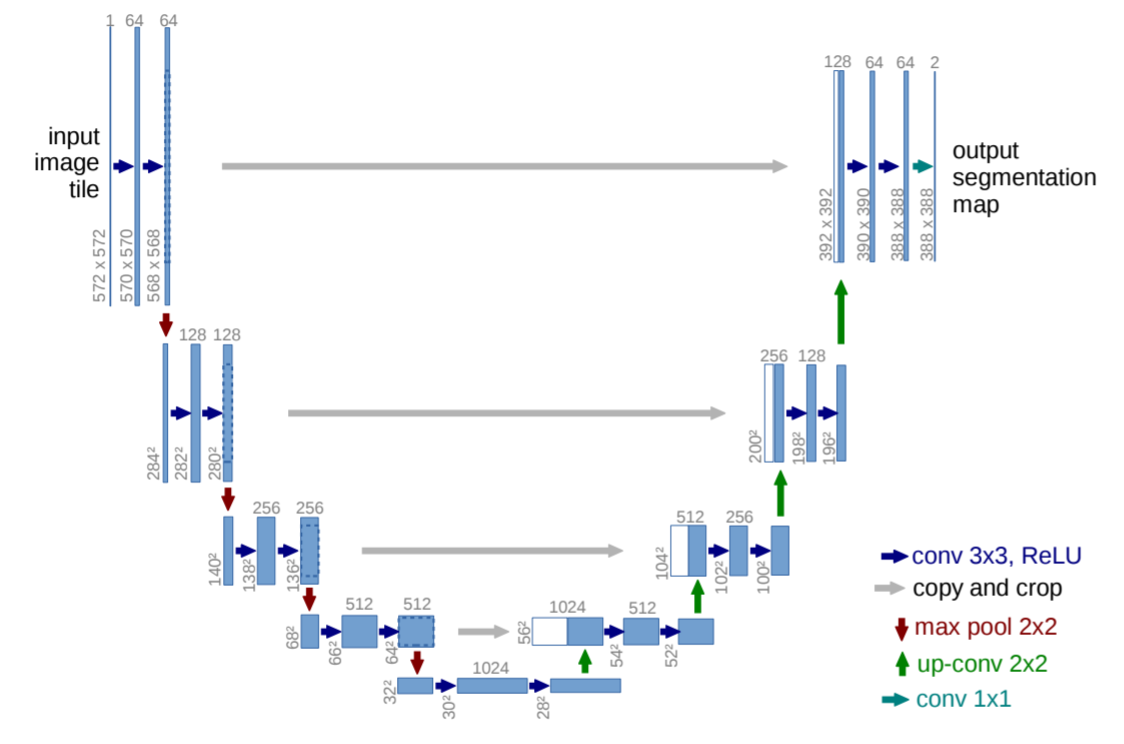 1 64 64
input
image
tile
572 x 572
570 x 570
568 x 568
128 64 64 2
output
segmentation
map
392 x 392
390 x 390
388 x 388
388 x 388
128 128
284²
282²
280²
256 128
200²
198²
196²
256 256
140²
138²
136²
512 256
104²
102²
100²
512 512
68²
66²
64²
1024 512
56²
54²
52²
1024
32²
30²
28²
conv 3x3, ReLU
copy and crop
max pool 2x2
up-conv 2x2
conv 1x1